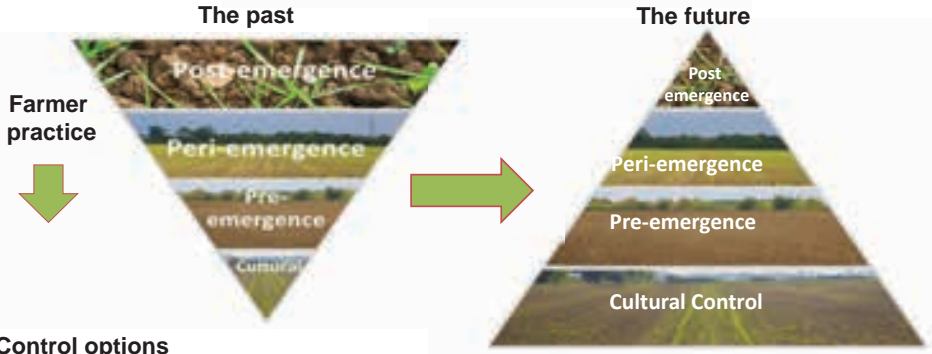 The past
The future
Farmer
practice
Post-emergence
Peri-emergence
Pre-
emergence
Cultural
Post
emergence
Peri-emergence
Pre-emergence
Cultural Control
Control options